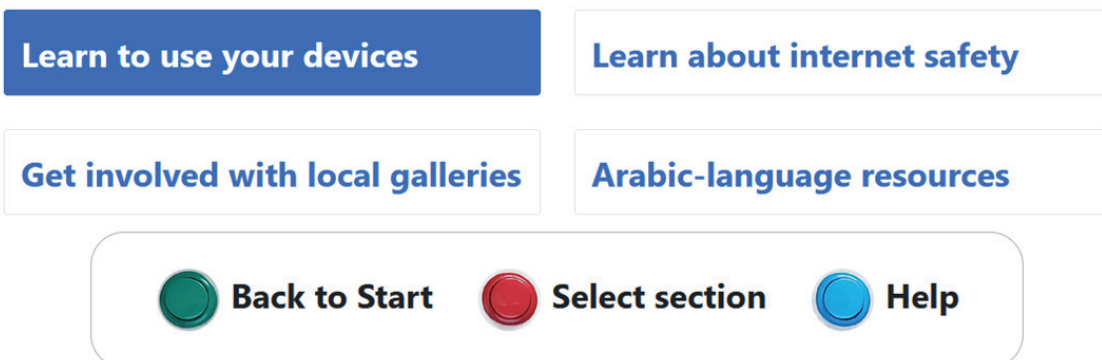 Learn to use your devices
Learn about internet safety
Get involved with local galleries
Arabic-language resources
Back to Start Select section Help